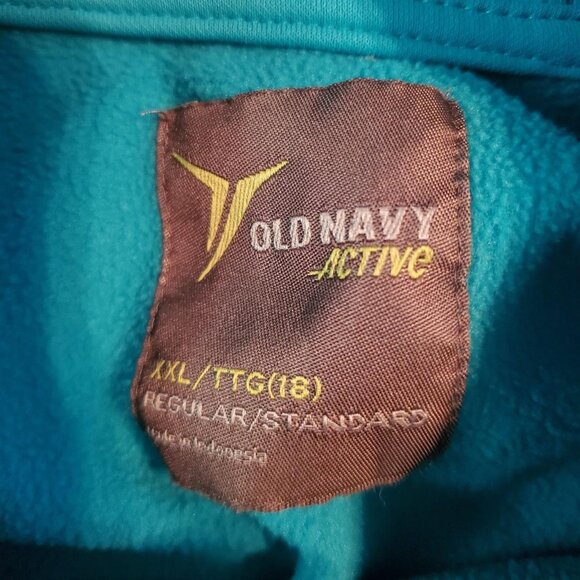 OLD NAVY
ACTIVE
XXL/TTG(18)
REGULAR/STANDARD
Made in Indonesia